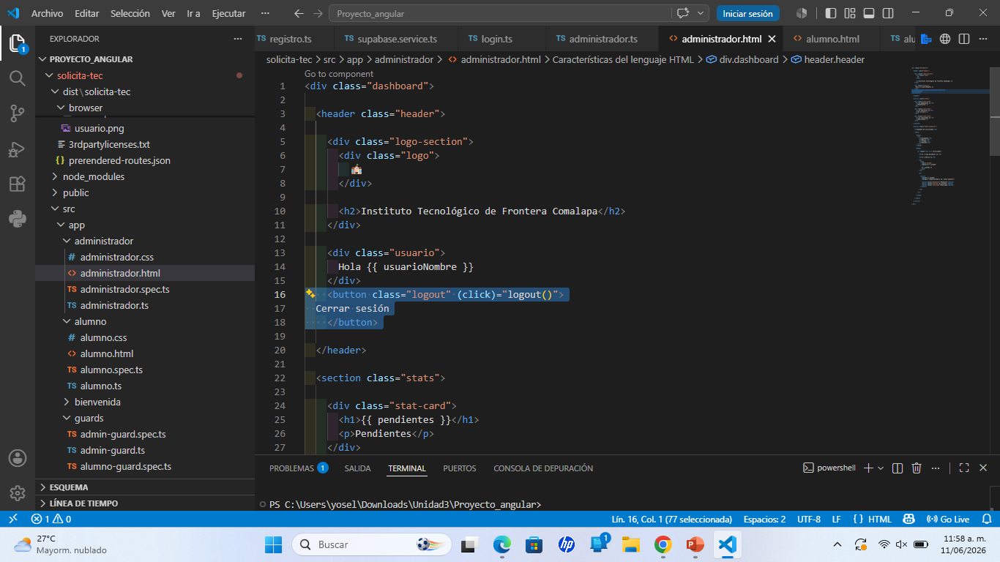 Archivo Editar Selección Ver Ir a Ejecutar ··· Proyecto_angular Iniciar sesión
EXPLORADOR ···
1
PROYECTO_ANGULAR
solicita-tec
dist\solicita-tec
browser
usuario.png
3rdpartylicenses.txt
{} prerendered-routes.json
node_modules
public
src
app
administrador
# administrador.css
<> administrador.html
TS administrador.spec.ts
TS administrador.ts
alumno
# alumno.css
<> alumno.html
TS alumno.spec.ts
TS alumno.ts
bienvenida
guards
TS admin-guard.spec.ts
TS admin-guard.ts
TS alumno-guard.spec.ts
ESQUEMA
LÍNEA DE TIEMPO
TS registro.ts TS supabase.service.ts TS login.ts TS administrador.ts <> administrador.html <> alumno.html TS alu ···
solicita-tec > src > app > administrador > <> administrador.html > Características del lenguaje HTML > div.dashboard > header.header
Go to component
1 <div class="dashboard">
2
3 <header class="header">
4
5 <div class="logo-section">
6 <div class="logo">
7 🏫
8 </div>
9
10 <h2>Instituto Tecnológico de Frontera Comalapa</h2>
11 </div>
12
13 <div class="usuario">
14 Hola {{ usuarioNombre }}
15 </div>
16 <button class="logout" (click)="logout()">
17 Cerrar sesión
18 </button>
19
20 </header>
21
22 <section class="stats">
23
24 <div class="stat-card">
25 <h1>{{ pendientes }}</h1>
26 <p>Pendientes</p>
27 </div>
PROBLEMAS 1 SALIDA TERMINAL PUERTOS CONSOLA DE DEPURACIÓN powershell ···
PS C:\Users\yosel\Downloads\Unidad3\Proyecto_angular>
1 0 Lín. 16, Col. 1 (77 seleccionada) Espacios: 2 UTF-8 LF {} HTML Go Live
27°C
Mayorm. nublado
Buscar
hp
1
11:58 a. m.
11/06/2026